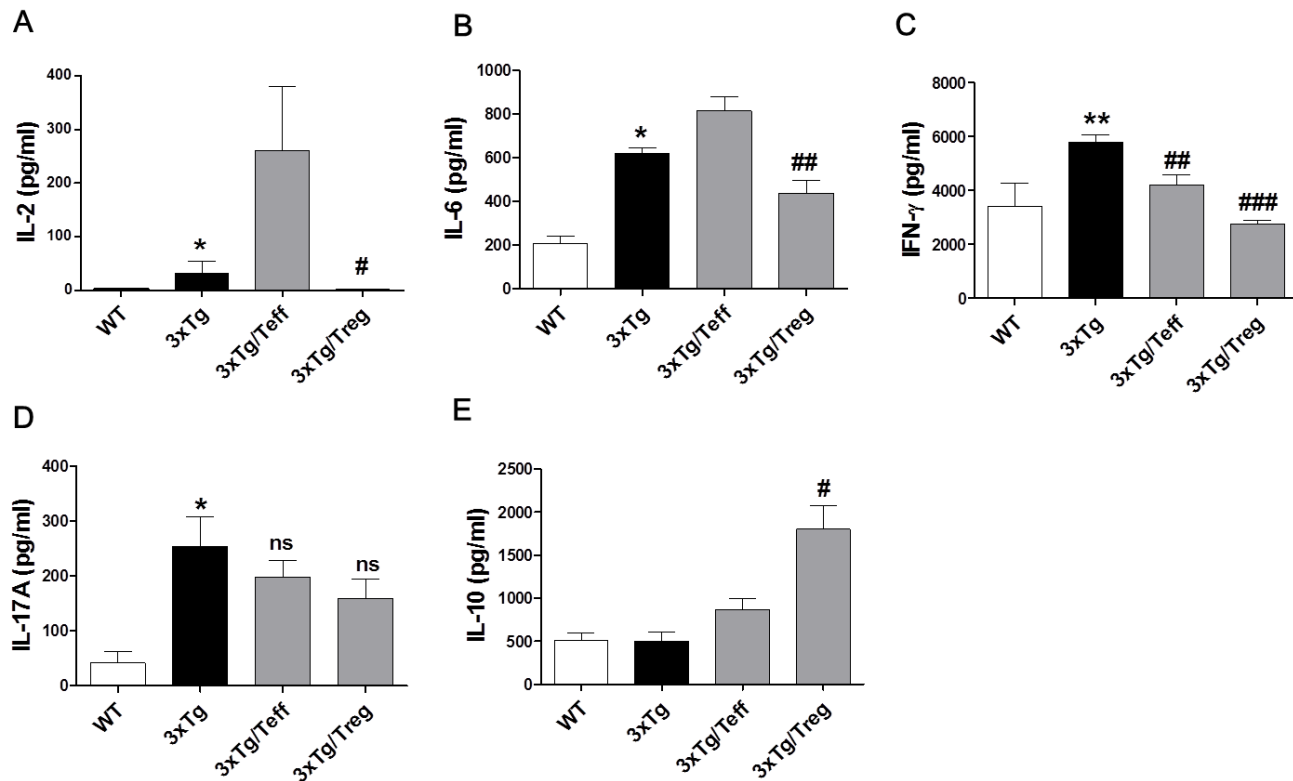 A
IL-2 (pg/ml)
400
300
200
100
0
*
#
WT
3xTg
3xTg/Teff
3xTg/Treg
B
IL-6 (pg/ml)
1000
800
600
400
200
0
*
##
WT
3xTg
3xTg/Teff
3xTg/Treg
C
IFN-γ (pg/ml)
8000
6000
4000
2000
0
**
##
###
WT
3xTg
3xTg/Teff
3xTg/Treg
D
IL-17A (pg/ml)
400
300
200
100
0
*
ns
ns
WT
3xTg
3xTg/Teff
3xTg/Treg
E
IL-10 (pg/ml)
2500
2000
1500
1000
500
0
#
WT
3xTg
3xTg/Teff
3xTg/Treg